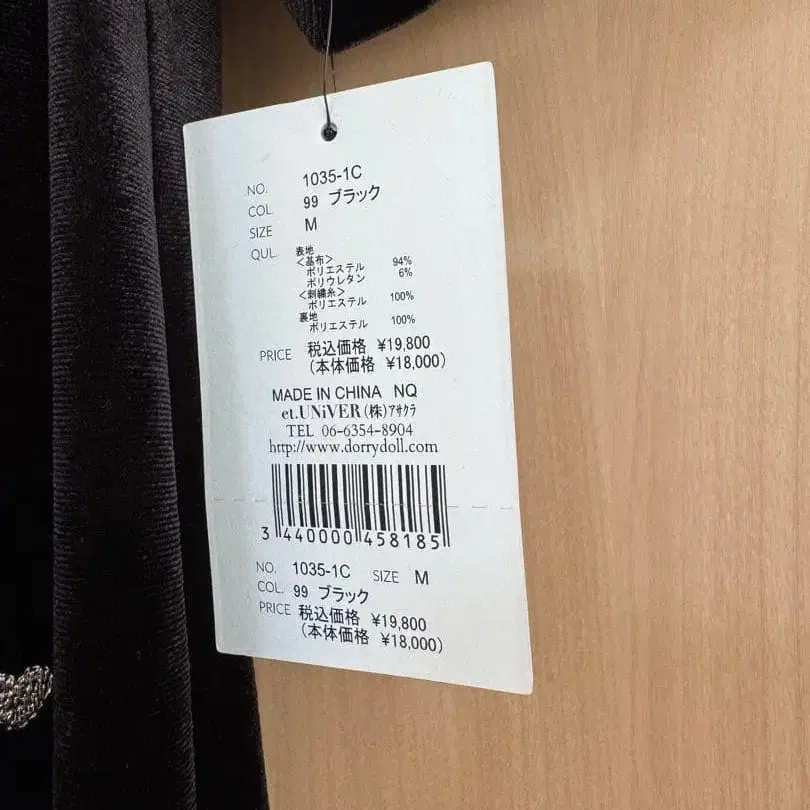 NO. 1035-1C
COL. 99 ブラック
SIZE M
QUL. 表地
<基布>
ポリエステル 94%
ポリウレタン 6%
<刺繍糸>
ポリエステル 100%
裏地
ポリエステル 100%
PRICE 税込価格 ¥19,800
(本体価格 ¥18,000)
MADE IN CHINA NQ
et.UNiVER (株)アサクラ
TEL 06-6354-8904
http://www.dorrydoll.com
3 440000 458185
NO. 1035-1C SIZE M
COL. 99 ブラック
PRICE 税込価格 ¥19,800
(本体価格 ¥18,000)